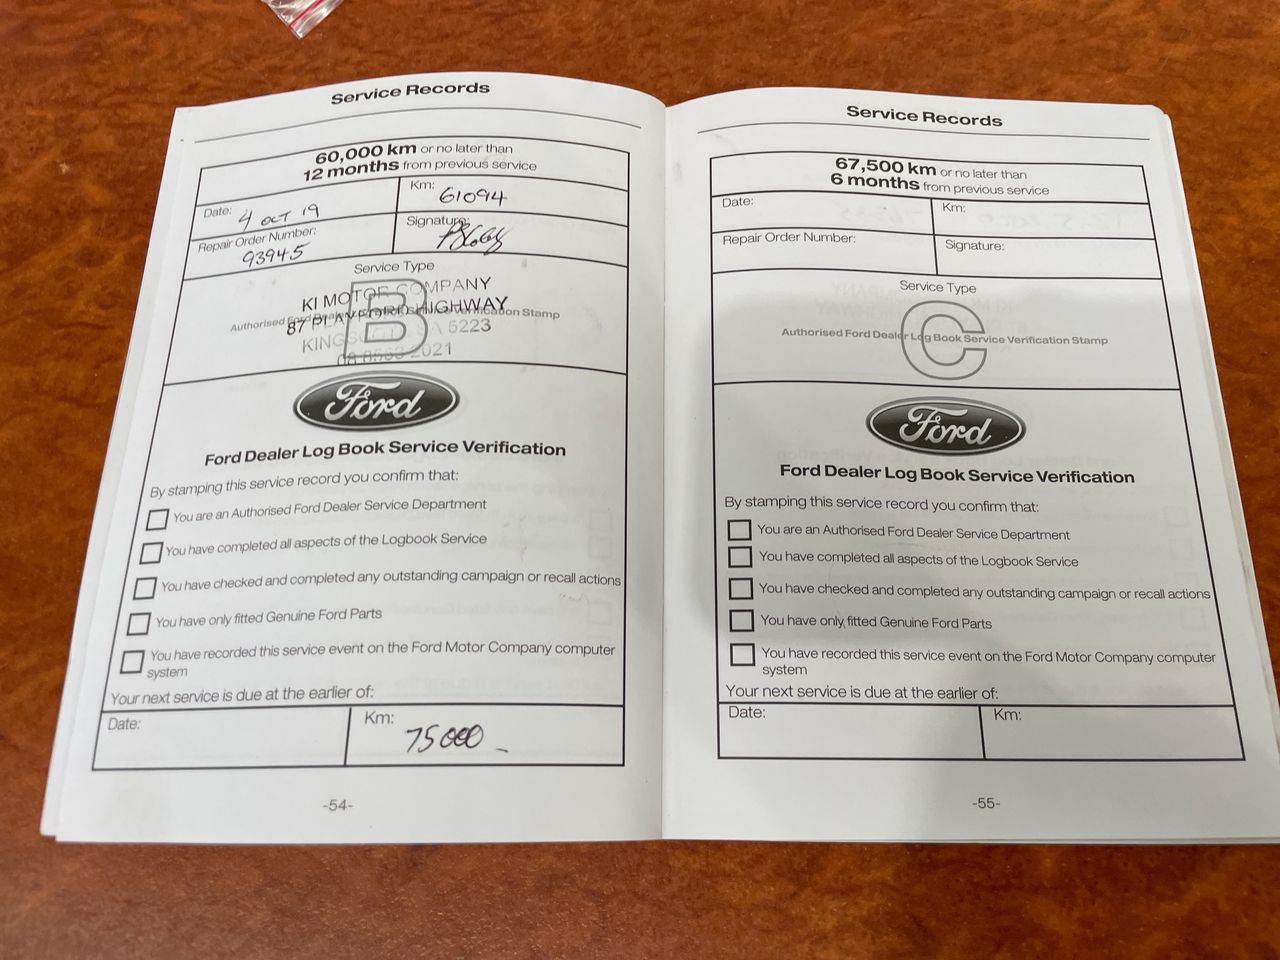 Service Records
60,000 km or no later than
12 months from previous service
Date: 4 OCT 19
Km: 61094
Repair Order Number: 93945
Signature:
Service Type
B
KI MOTOR COMPANY
87 PLAYFORD HIGHWAY
Authorised Ford Dealer Log Book Service Verification Stamp
SA 5223
2021
Ford
Ford Dealer Log Book Service Verification
By stamping this service record you confirm that:
You are an Authorised Ford Dealer Service Department
You have completed all aspects of the Logbook Service
You have checked and completed any outstanding campaign or recall actions
You have only fitted Genuine Ford Parts
You have recorded this service event on the Ford Motor Company computer
system
Your next service is due at the earlier of:
Date:
Km: 75000
-54-
Service Records
67,500 km or no later than
6 months from previous service
Date:
Km:
Repair Order Number:
Signature:
Service Type
C
Authorised Ford Dealer Log Book Service Verification Stamp
Ford
Ford Dealer Log Book Service Verification
By stamping this service record you confirm that:
You are an Authorised Ford Dealer Service Department
You have completed all aspects of the Logbook Service
You have checked and completed any outstanding campaign or recall actions
You have only fitted Genuine Ford Parts
You have recorded this service event on the Ford Motor Company computer
system
Your next service is due at the earlier of:
Date:
Km:
-55-